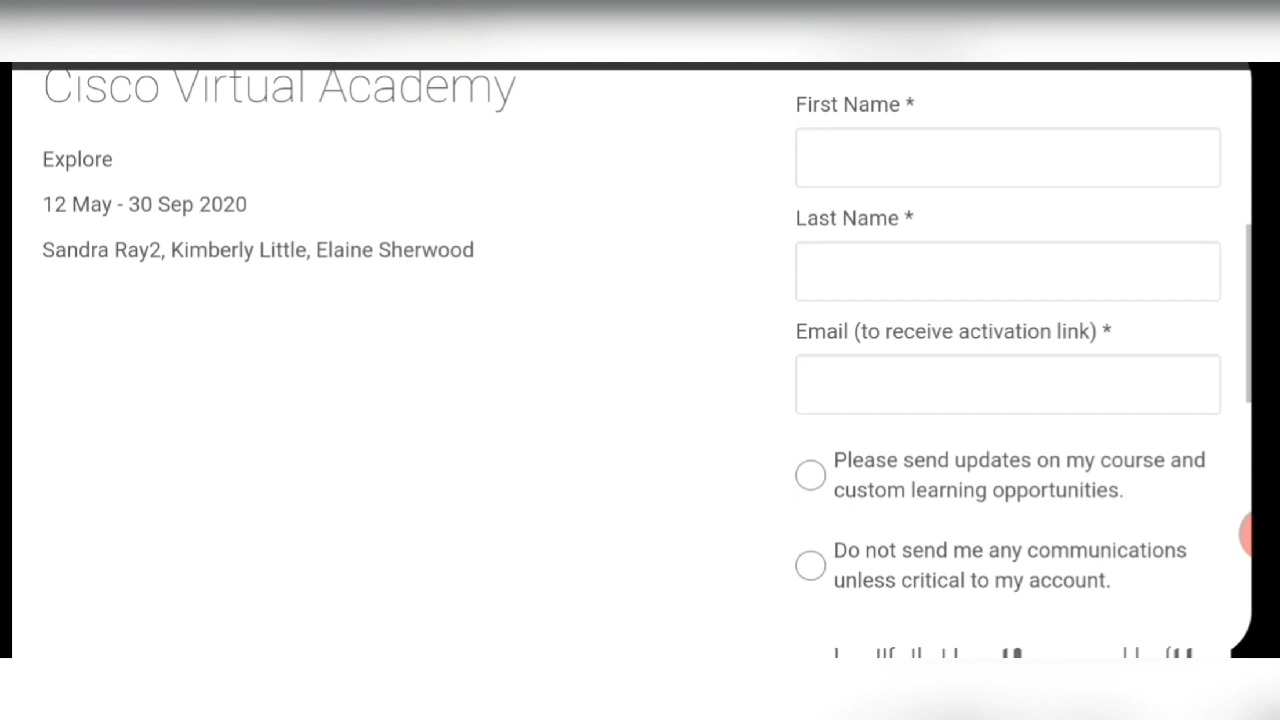 Cisco Virtual Academy
Explore
12 May - 30 Sep 2020
Sandra Ray2, Kimberly Little, Elaine Sherwood
First Name *
Last Name *
Email (to receive activation link) *
Please send updates on my course and
custom learning opportunities.
Do not send me any communications
unless critical to my account.